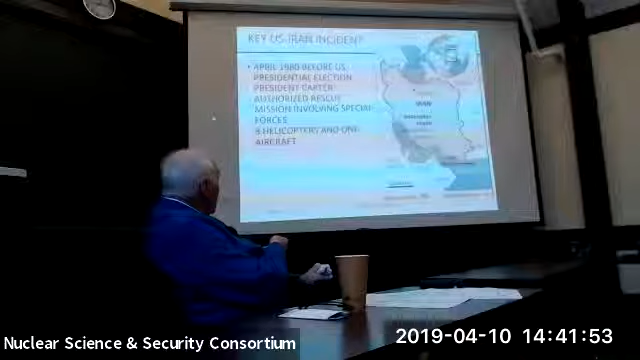 KEY US-IRAN INCIDENT
• APRIL 1980 BEFORE US
PRESIDENTIAL ELECTION
PRESIDENT CARTER
AUTHORIZED RESCUE
MISSION INVOLVING SPECIAL
FORCES
8 HELICOPTERS AND ONE
AIRCRAFT
IRAN
Nuclear Science & Security Consortium
2019-04-10 14:41:53